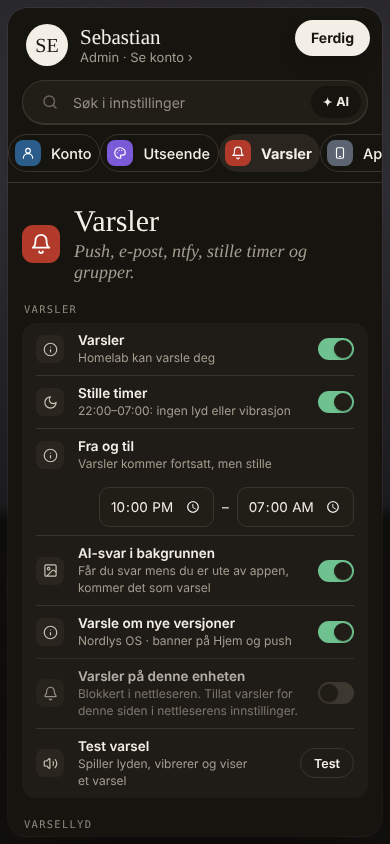 SE
Sebastian
Admin · Se konto ›
Ferdig
Søk i innstillinger
AI
Konto
Utseende
Varsler
Ap
Varsler
Push, e-post, ntfy, stille timer og
grupper.
VARSLER
Varsler
Homelab kan varsle deg
Stille timer
22:00–07:00: ingen lyd eller vibrasjon
Fra og til
Varsler kommer fortsatt, men stille
10:00 PM – 07:00 AM
AI-svar i bakgrunnen
Får du svar mens du er ute av appen,
kommer det som varsel
Varsle om nye versjoner
Nordlys OS · banner på Hjem og push
Varsler på denne enheten
Blokkert i nettleseren. Tillat varsler for
denne siden i nettleserens innstillinger.
Test varsel
Spiller lyden, vibrerer og viser
et varsel
Test
VARSELLYD